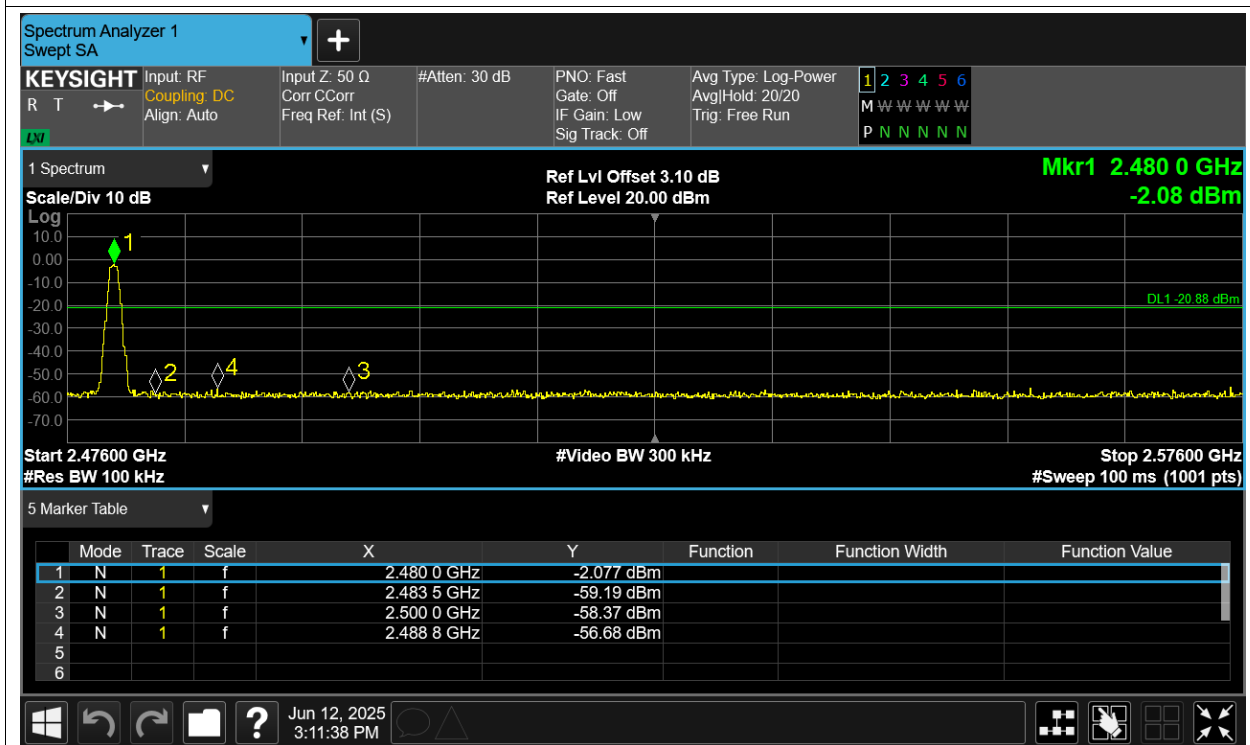 Spectrum Analyzer 1
Swept SA
+
KEYSIGHT
R T
LXI
Input: RF
Coupling: DC
Align: Auto
Input Z: 50 Ω
Corr CCorr
Freq Ref: Int (S)
#Atten: 30 dB
PNO: Fast
Gate: Off
IF Gain: Low
Sig Track: Off
Avg Type: Log-Power
Avg|Hold: 20/20
Trig: Free Run
1 2 3 4 5 6
M W W W W W
P N N N N N
1 Spectrum
Scale/Div 10 dB
Ref Lvl Offset 3.10 dB
Ref Level 20.00 dBm
Mkr1 2.480 0 GHz
-2.08 dBm
Log
10.0
0.00
-10.0
-20.0
-30.0
-40.0
-50.0
-60.0
-70.0
1
2
4
3
DL1 -20.88 dBm
Start 2.47600 GHz
#Video BW 300 kHz
Stop 2.57600 GHz
#Res BW 100 kHz
#Sweep 100 ms (1001 pts)
5 Marker Table
Mode Trace Scale X Y Function Function Width Function Value
1 N 1 f 2.480 0 GHz -2.077 dBm
2 N 1 f 2.483 5 GHz -59.19 dBm
3 N 1 f 2.500 0 GHz -58.37 dBm
4 N 1 f 2.488 8 GHz -56.68 dBm
5
6
?
Jun 12, 2025
3:11:38 PM